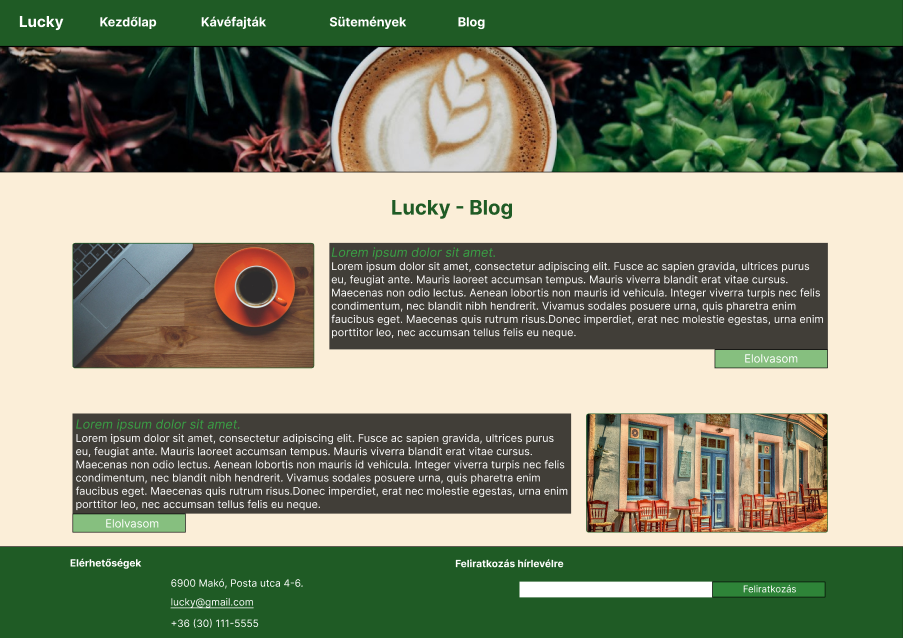 Lucky Kezdőlap Kávéfajták Sütemények Blog
Lucky - Blog
Lorem ipsum dolor sit amet.
Lorem ipsum dolor sit amet, consectetur adipiscing elit. Fusce ac sapien gravida, ultrices purus
eu, feugiat ante. Mauris laoreet accumsan tempus. Mauris viverra blandit erat vitae cursus.
Maecenas non odio lectus. Aenean lobortis non mauris id vehicula. Integer viverra turpis nec felis
condimentum, nec blandit nibh hendrerit. Vivamus sodales posuere urna, quis pharetra enim
faucibus eget. Maecenas quis rutrum risus.Donec imperdiet, erat nec molestie egestas, urna enim
porttitor leo, nec accumsan tellus felis eu neque.
Elolvasom
Lorem ipsum dolor sit amet.
Lorem ipsum dolor sit amet, consectetur adipiscing elit. Fusce ac sapien gravida, ultrices purus
eu, feugiat ante. Mauris laoreet accumsan tempus. Mauris viverra blandit erat vitae cursus.
Maecenas non odio lectus. Aenean lobortis non mauris id vehicula. Integer viverra turpis nec felis
condimentum, nec blandit nibh hendrerit. Vivamus sodales posuere urna, quis pharetra enim
faucibus eget. Maecenas quis rutrum risus.Donec imperdiet, erat nec molestie egestas, urna enim
porttitor leo, nec accumsan tellus felis eu neque.
Elolvasom
Elérhetőségek
6900 Makó, Posta utca 4-6.
lucky@gmail.com
+36 (30) 111-5555
Feliratkozás hírlevélre
Feliratkozás